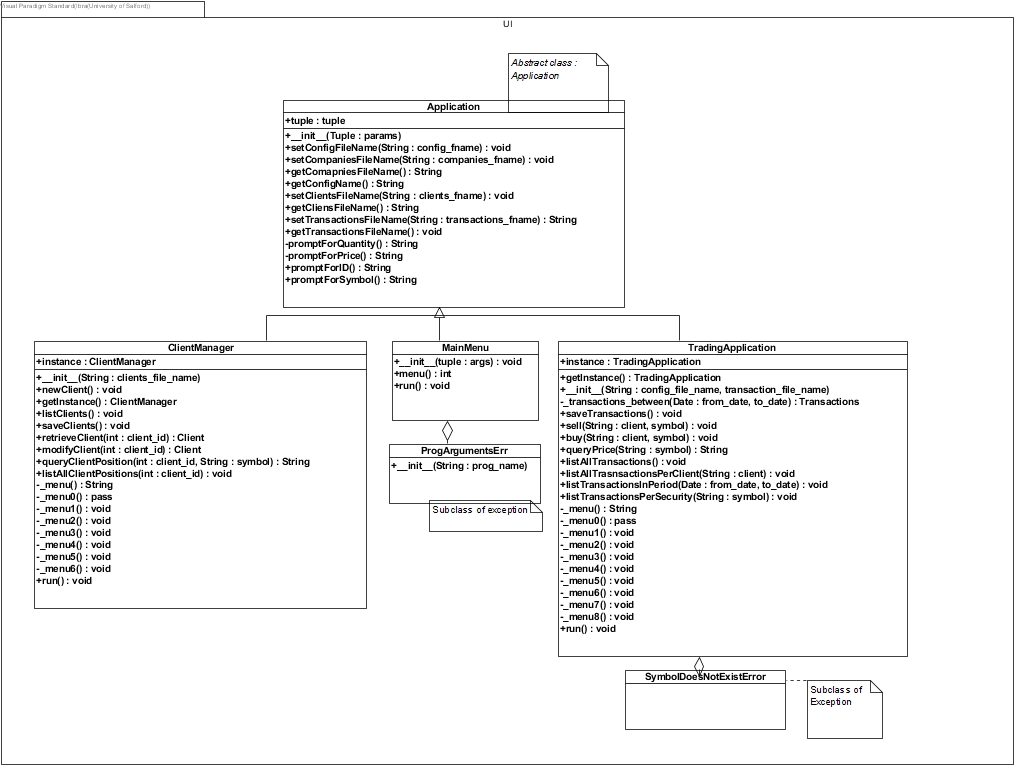 Visual Paradigm Standard(Ibra(University of Salford))
UI
Abstract class :
Application
Application
+tuple : tuple
+__init__(Tuple : params)
+setConfigFileName(String : config_fname) : void
+setCompaniesFileName(String : companies_fname) : void
+getComapniesFileName() : String
+getConfigName() : String
+setClientsFileName(String : clients_fname) : void
+getCliensFileName() : String
+setTransactionsFileName(String : transactions_fname) : String
+getTransactionsFileName() : void
-promptForQuantity() : String
-promptForPrice() : String
+promptForID() : String
+promptForSymbol() : String
ClientManager
+instance : ClientManager
+__init__(String : clients_file_name)
+newClient() : void
+getInstance() : ClientManager
+listClients() : void
+saveClients() : void
+retrieveClient(int : client_id) : Client
+modifyClient(int : client_id) : Client
+queryClientPosition(int : client_id, String : symbol) : String
+listAllClientPositions(int : client_id) : void
-_menu() : String
-_menu0() : pass
-_menu1() : void
-_menu2() : void
-_menu3() : void
-_menu4() : void
-_menu5() : void
-_menu6() : void
+run() : void
MainMenu
+__init__(tuple : args) : void
+menu() : int
+run() : void
ProgArgumentsErr
+__init__(String : prog_name)
Subclass of exception
TradingApplication
+instance : TradingApplication
+getInstance() : TradingApplication
+__init__(String : config_file_name, transaction_file_name)
-_transactions_between(Date : from_date, to_date) : Transactions
+saveTransactions() : void
+sell(String : client, symbol) : void
+buy(String : client, symbol) : void
+queryPrice(String : symbol) : String
+listAllTransactions() : void
+listAllTrasnsactionsPerClient(String : client) : void
+listTransactionsInPeriod(Date : from_date, to_date) : void
+listTransactionsPerSecurity(String : symbol) : void
-_menu() : String
-_menu0() : pass
-_menu1() : void
-_menu2() : void
-_menu3() : void
-_menu4() : void
-_menu5() : void
-_menu6() : void
-_menu7() : void
-_menu8() : void
+run() : void
SymbolDoesNotExistError
Subclass of
Exception